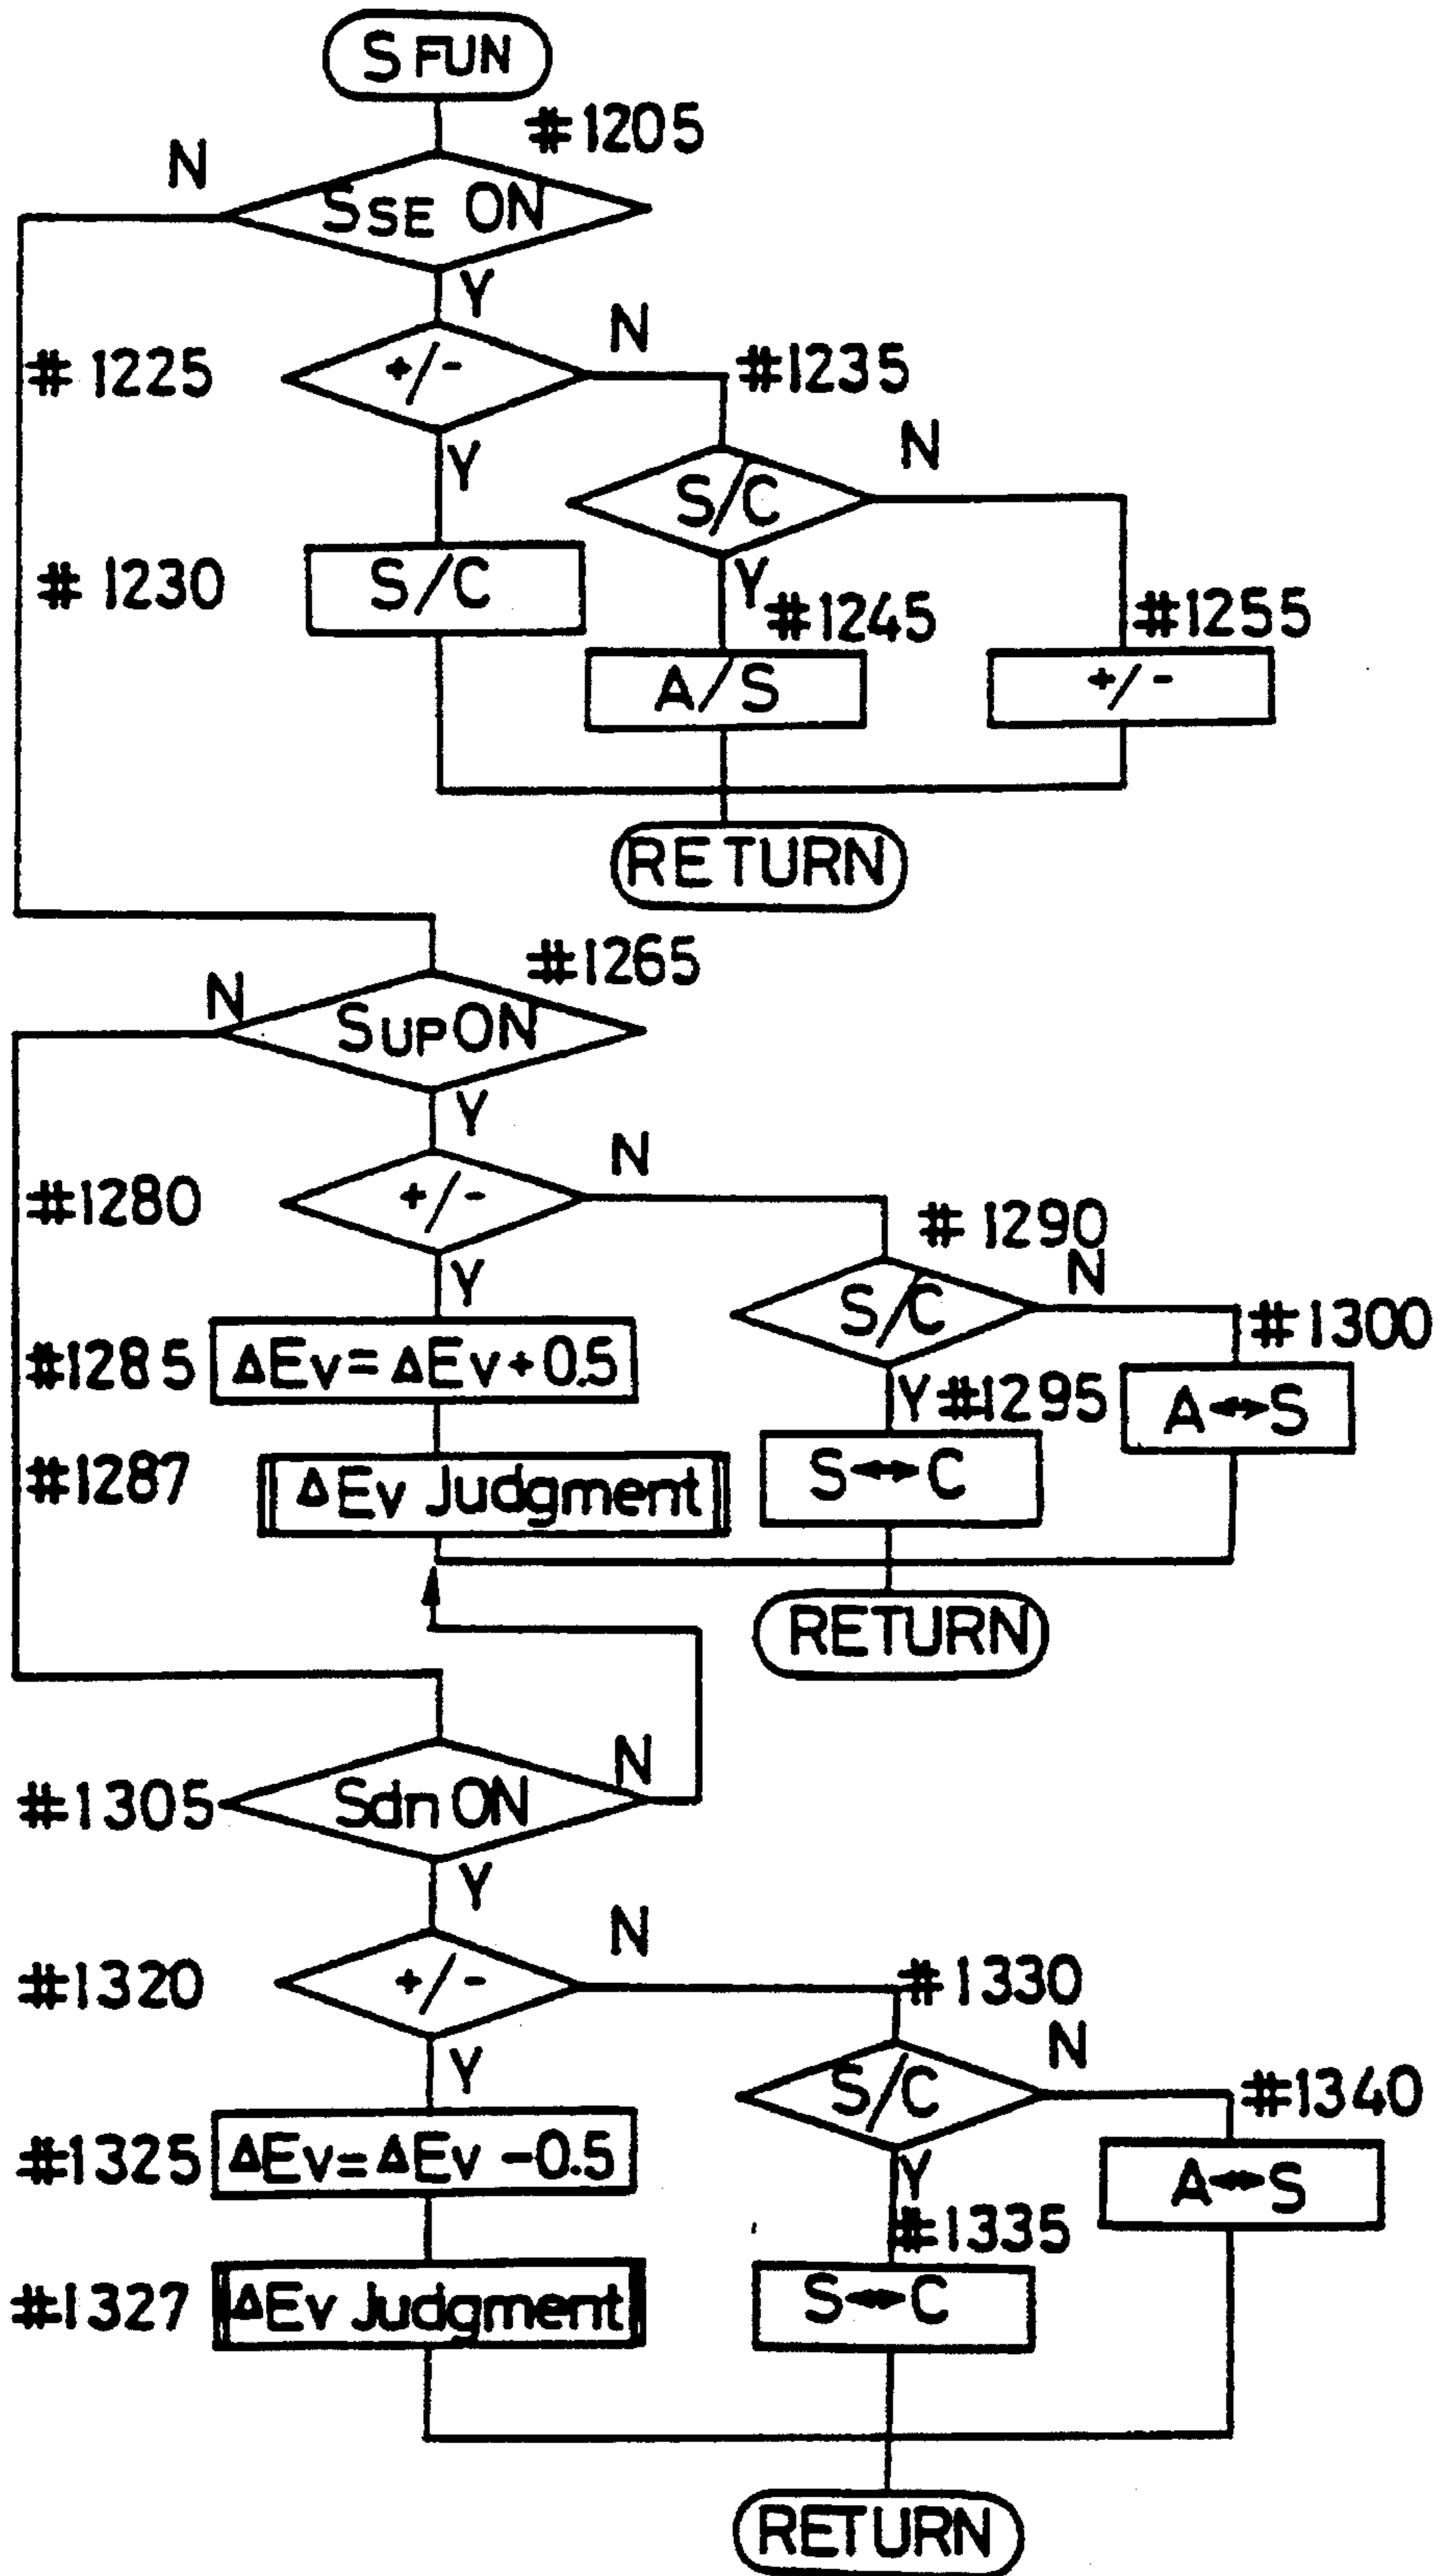 S FUN
#1205
N
SSE ON
Y
N
# 1225
+/-
#1235
Y
N
S/C
# 1230
S/C
Y
#1245
#1255
A/S
+/-
RETURN
#1265
N
SUP ON
Y
N
#1280
+/-
# 1290
Y
N
S/C
#1300
#1285
ΔEv = ΔEv + 0.5
Y #1295
A↔S
#1287
ΔEv Judgment
S↔C
RETURN
N
#1305
Sdn ON
Y
N
#1320
+/-
#1330
N
Y
S/C
#1340
#1325
ΔEv = ΔEv - 0.5
Y
A↔S
#1335
#1327
ΔEv Judgment
S↔C
RETURN